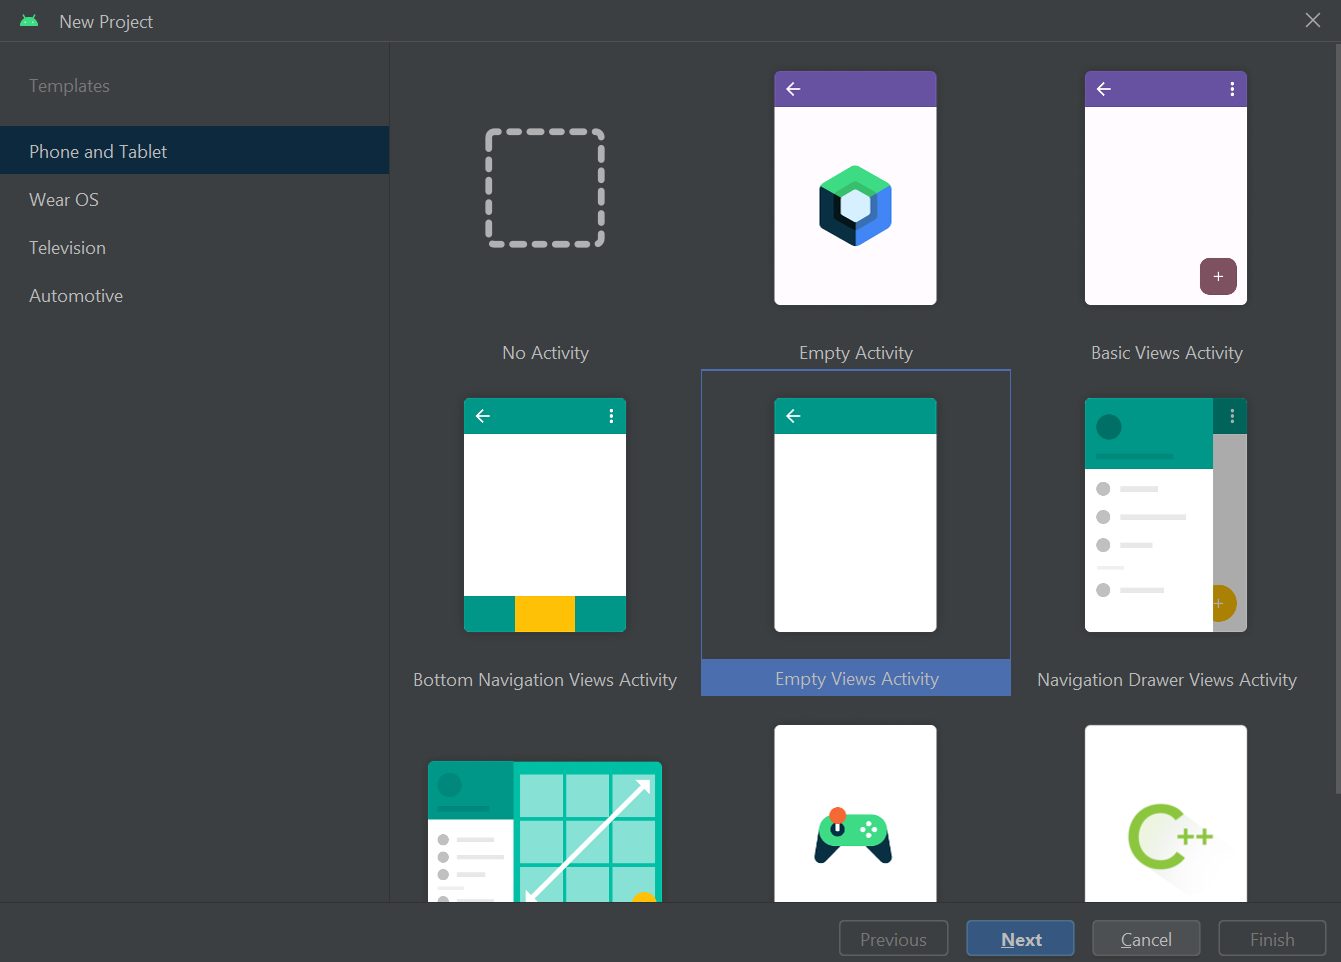 New Project
Templates
Phone and Tablet
Wear OS
Television
Automotive
No Activity
Empty Activity
Basic Views Activity
Bottom Navigation Views Activity
Empty Views Activity
Navigation Drawer Views Activity
C++
Previous
Next
Cancel
Finish